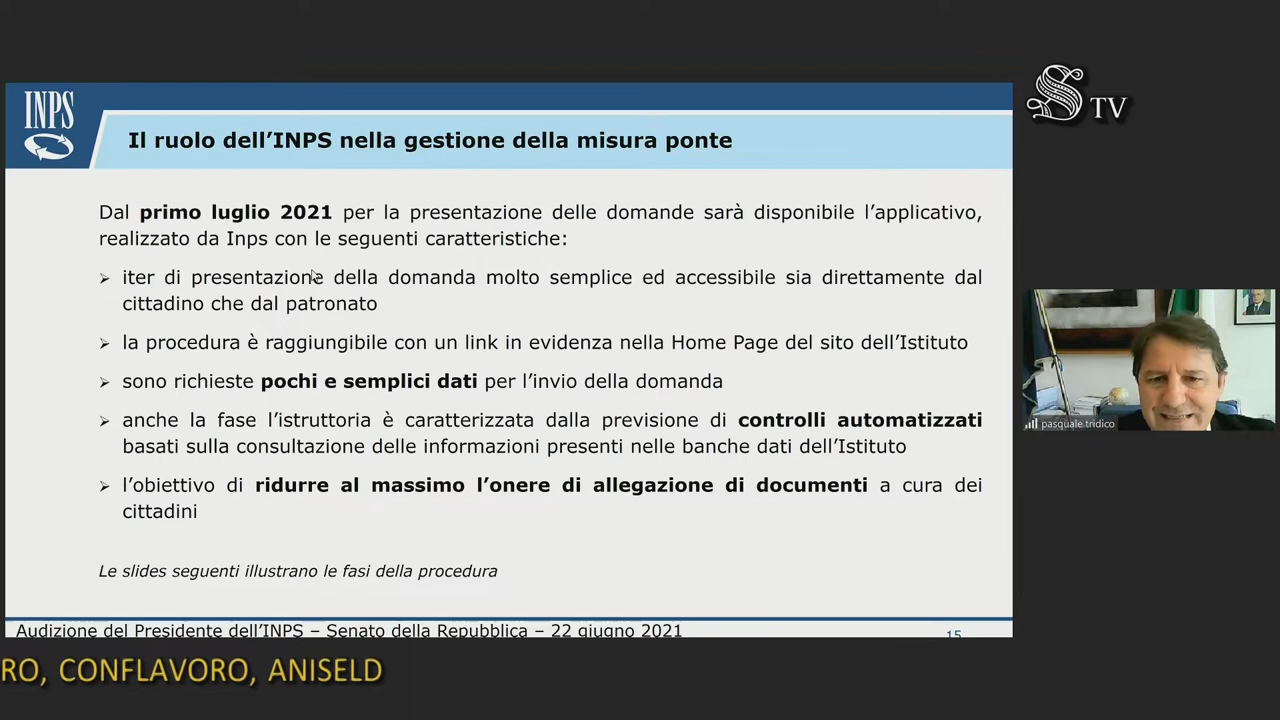 INPS
Il ruolo dell'INPS nella gestione della misura ponte
Dal primo luglio 2021 per la presentazione delle domande sarà disponibile l'applicativo,
realizzato da Inps con le seguenti caratteristiche:
➢ iter di presentazione della domanda molto semplice ed accessibile sia direttamente dal
cittadino che dal patronato
➢ la procedura è raggiungibile con un link in evidenza nella Home Page del sito dell'Istituto
➢ sono richieste pochi e semplici dati per l'invio della domanda
➢ anche la fase l'istruttoria è caratterizzata dalla previsione di controlli automatizzati
basati sulla consultazione delle informazioni presenti nelle banche dati dell'Istituto
➢ l'obiettivo di ridurre al massimo l'onere di allegazione di documenti a cura dei
cittadini
Le slides seguenti illustrano le fasi della procedura
Audizione del Presidente dell'INPS – Senato della Repubblica – 22 giugno 2021
15
S TV
pasquale tridico
RO, CONFLAVORO, ANISELD